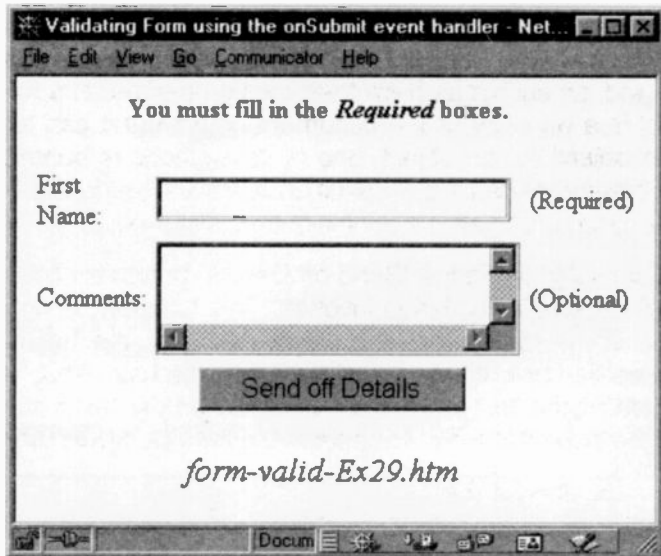 Validating Form using the onSubmit event handler - Net...
File Edit View Go Communicator Help
You must fill in the Required boxes.
First
Name:
(Required)
Comments:
(Optional)
Send off Details
form-valid-Ex29.htm
Docum